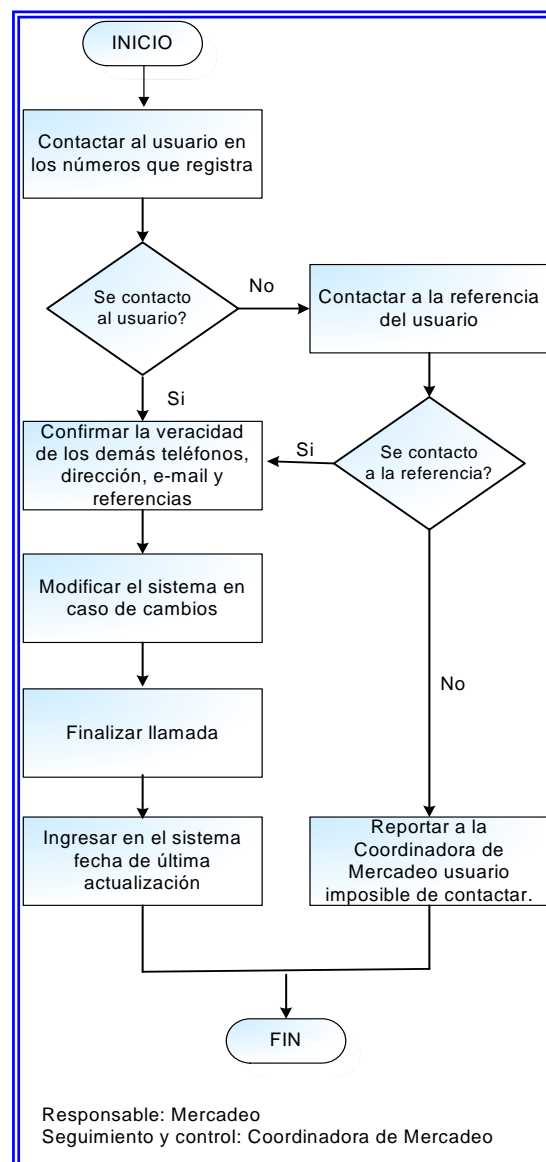 INICIO
Contactar al usuario en
los números que registra
Se contacto
al usuario?
No
Contactar a la referencia
del usuario
Si
Confirmar la veracidad
de los demás teléfonos,
dirección, e-mail y
referencias
Si
Se contacto
a la referencia?
Modificar el sistema en
caso de cambios
No
Finalizar llamada
Ingresar en el sistema
fecha de última
actualización
Reportar a la
Coordinadora de
Mercadeo usuario
imposible de contactar.
FIN
Responsable: Mercadeo
Seguimiento y control: Coordinadora de Mercadeo